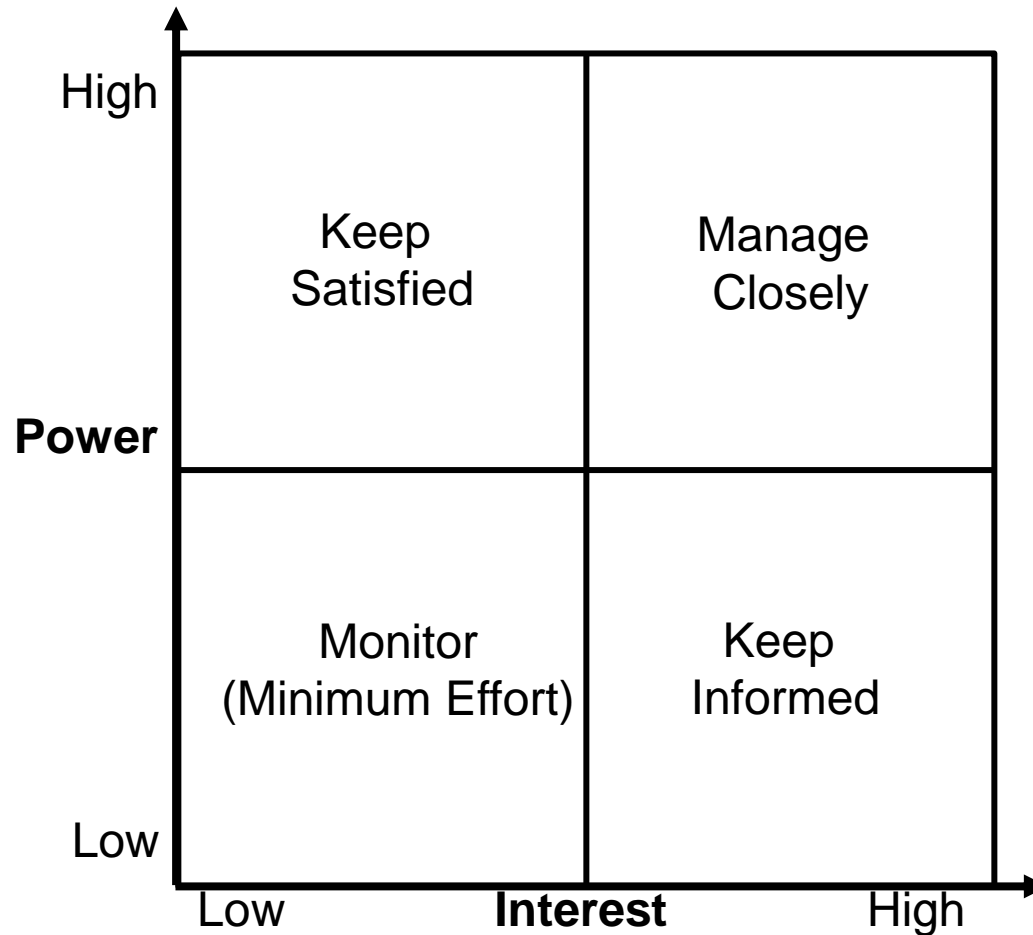 High
Keep
Satisfied
Manage
Closely
Power
Monitor
(Minimum Effort)
Keep
Informed
Low
Low
Interest
High